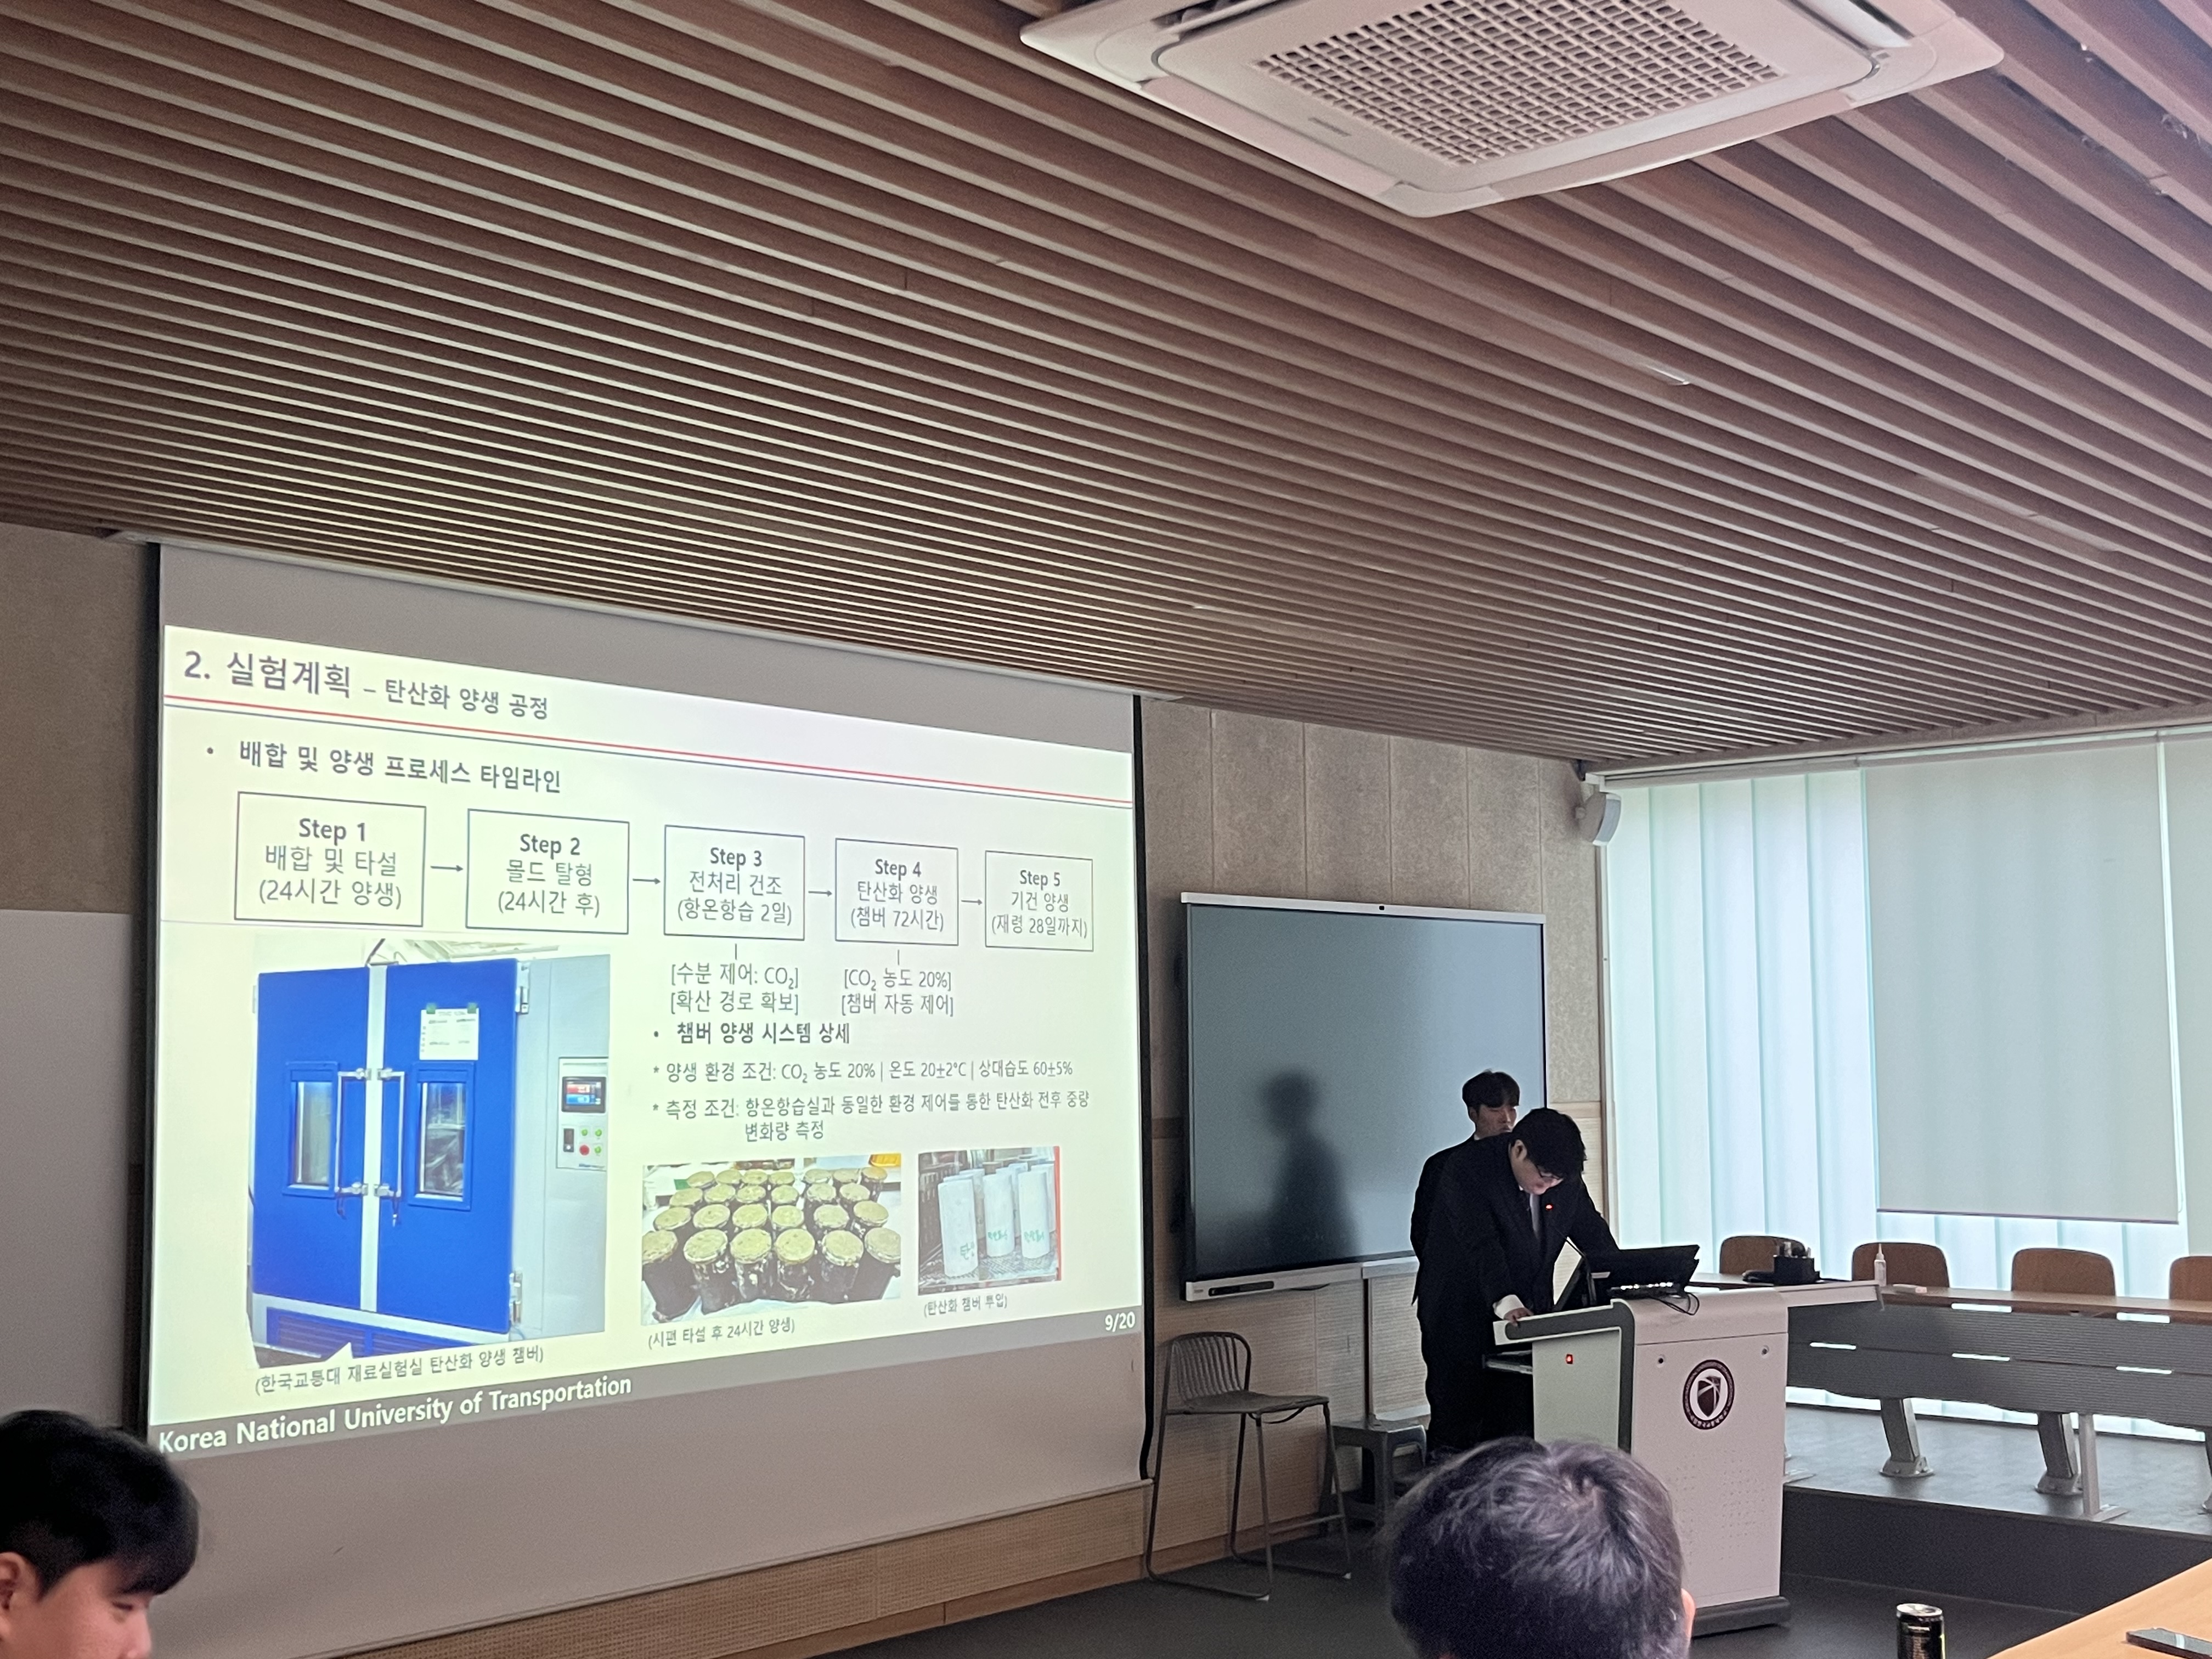 2. 실험계획 – 탄산화 양생 공정
• 배합 및 양생 프로세스 타임라인
Step 1
배합 및 타설
(24시간 양생)
Step 2
몰드 탈형
(24시간 후)
Step 3
전처리 건조
(항온항습 2일)
Step 4
탄산화 양생
(챔버 72시간)
Step 5
기건 양생
(재령 28일까지)
[수분 제어: CO₂]
[확산 경로 확보]
[CO₂ 농도 20%]
[챔버 자동 제어]
• 챔버 양생 시스템 상세
* 양생 환경 조건: CO₂ 농도 20% | 온도 20±2℃ | 상대습도 60±5%
* 측정 조건: 항온항습실과 동일한 환경 제어를 통한 탄산화 전후 중량
변화량 측정
(한국교통대 재료실험실 탄산화 양생 챔버)
(시편 타설 후 24시간 양생)
(탄산화 챔버 투입)
9/20
Korea National University of Transportation